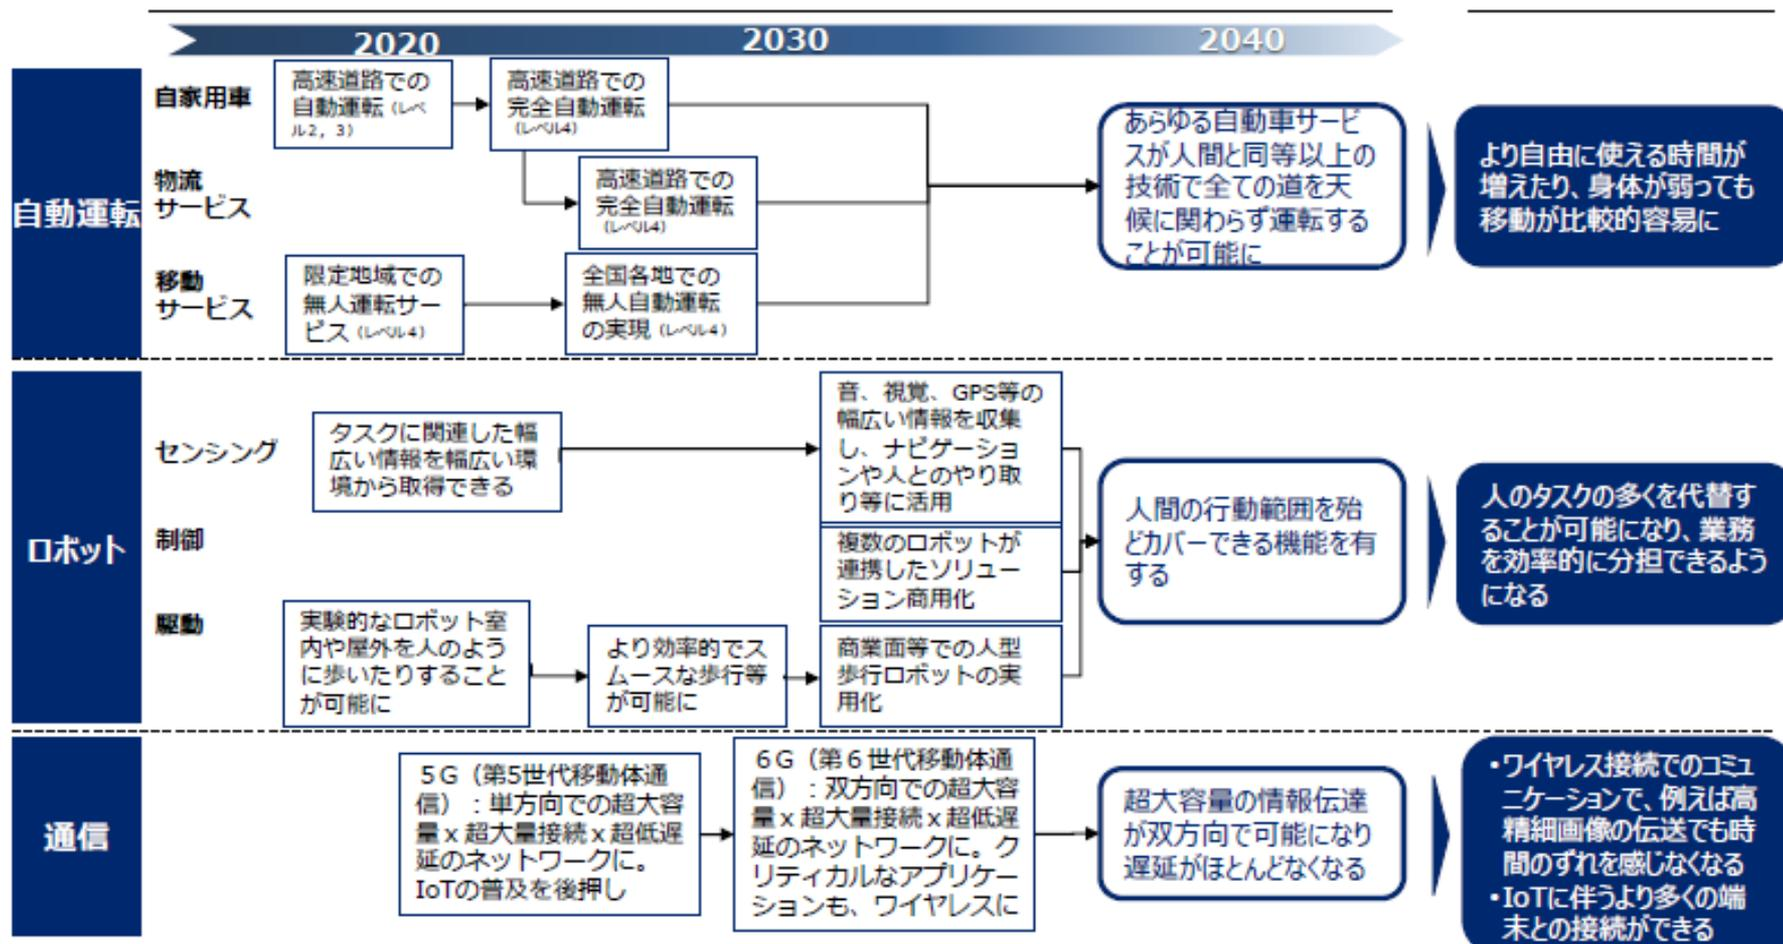 2020
2030
2040
自動運転
自家用車
高速道路での
自動運転（レベ
ル2，3）
高速道路での
完全自動運転
（レベル4）
物流
サービス
高速道路での
完全自動運転
（レベル4）
移動
サービス
限定地域での
無人運転サー
ビス（レベル4）
全国各地での
無人自動運転
の実現（レベル4）
あらゆる自動車サービ
スが人間と同等以上の
技術で全ての道を天
候に関わらず運転する
ことが可能に
より自由に使える時間が
増えたり、身体が弱っても
移動が比較的容易に
ロボット
センシング
タスクに関連した幅
広い情報を幅広い環
境から取得できる
音、視覚、GPS等の
幅広い情報を収集
し、ナビゲーショ
ンや人とのやり取
り等に活用
制御
複数のロボットが
連携したソリュー
ション商用化
駆動
実験的なロボット室
内や屋外を人のよう
に歩いたりすること
が可能に
より効率的でス
ムースな歩行等
が可能に
商業面等での人型
歩行ロボットの実
用化
人間の行動範囲を殆
どカバーできる機能を有
する
人のタスクの多くを代替す
ることが可能になり、業務
を効率的に分担できるよう
になる
通信
５G（第5世代移動体通
信）：単方向での超大容
量ｘ超大量接続ｘ超低遅
延のネットワークに。
IoTの普及を後押し
６G（第６世代移動体通
信）：双方向での超大容
量ｘ超大量接続ｘ超低遅
延のネットワークに。ク
リティカルなアプリケー
ションも、ワイヤレスに
超大容量の情報伝達
が双方向で可能になり
遅延がほとんどなくなる
•ワイヤレス接続でのコミュ
ニケーションで、例えば高
精細画像の伝送でも時
間のずれを感じなくなる
•IoTに伴うより多くの端
末との接続ができる